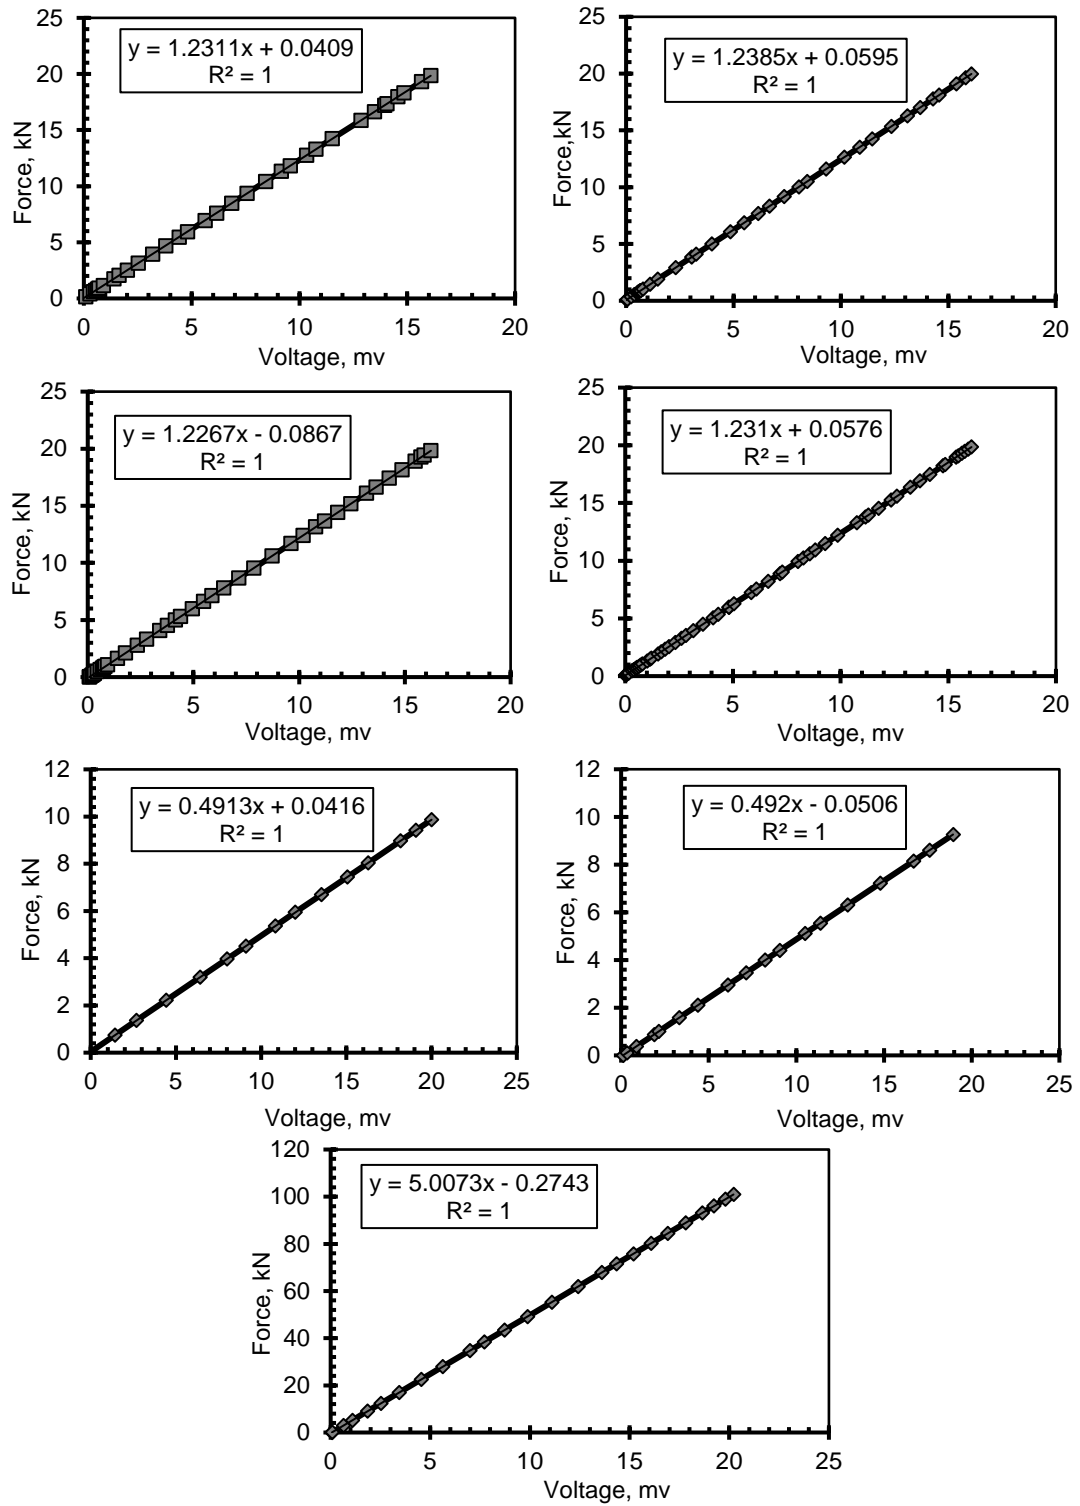 25
20
15
10
5
0
Force, kN
y = 1.2311x + 0.0409
R² = 1
0 5 10 15 20
Voltage, mv
25
20
15
10
5
0
Force,kN
y = 1.2385x + 0.0595
R² = 1
0 5 10 15 20
Voltage, mv
25
20
15
10
5
0
Force, kN
y = 1.2267x - 0.0867
R² = 1
0 5 10 15 20
Voltage, mv
25
20
15
10
5
0
Force, kN
y = 1.231x + 0.0576
R² = 1
0 5 10 15 20
Voltage, mv
12
10
8
6
4
2
0
Force, kN
y = 0.4913x + 0.0416
R² = 1
0 5 10 15 20 25
Voltage, mv
12
10
8
6
4
2
0
Force, kN
y = 0.492x - 0.0506
R² = 1
0 5 10 15 20 25
Voltage, mv
120
100
80
60
40
20
0
Force, kN
y = 5.0073x - 0.2743
R² = 1
0 5 10 15 20 25
Voltage, mv